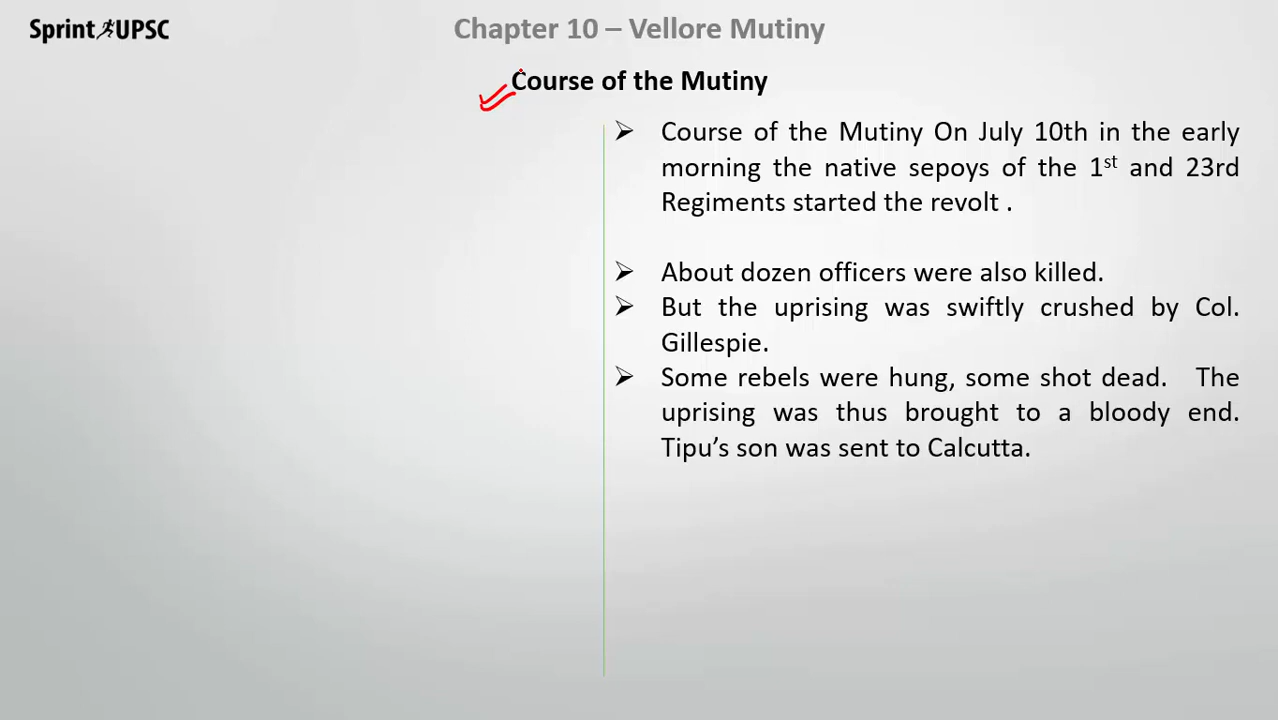 Sprint UPSC
Chapter 10 – Vellore Mutiny
Course of the Mutiny
➢ Course of the Mutiny On July 10th in the early
morning the native sepoys of the 1st and 23rd
Regiments started the revolt .
➢ About dozen officers were also killed.
➢ But the uprising was swiftly crushed by Col.
Gillespie.
➢ Some rebels were hung, some shot dead. The
uprising was thus brought to a bloody end.
Tipu’s son was sent to Calcutta.